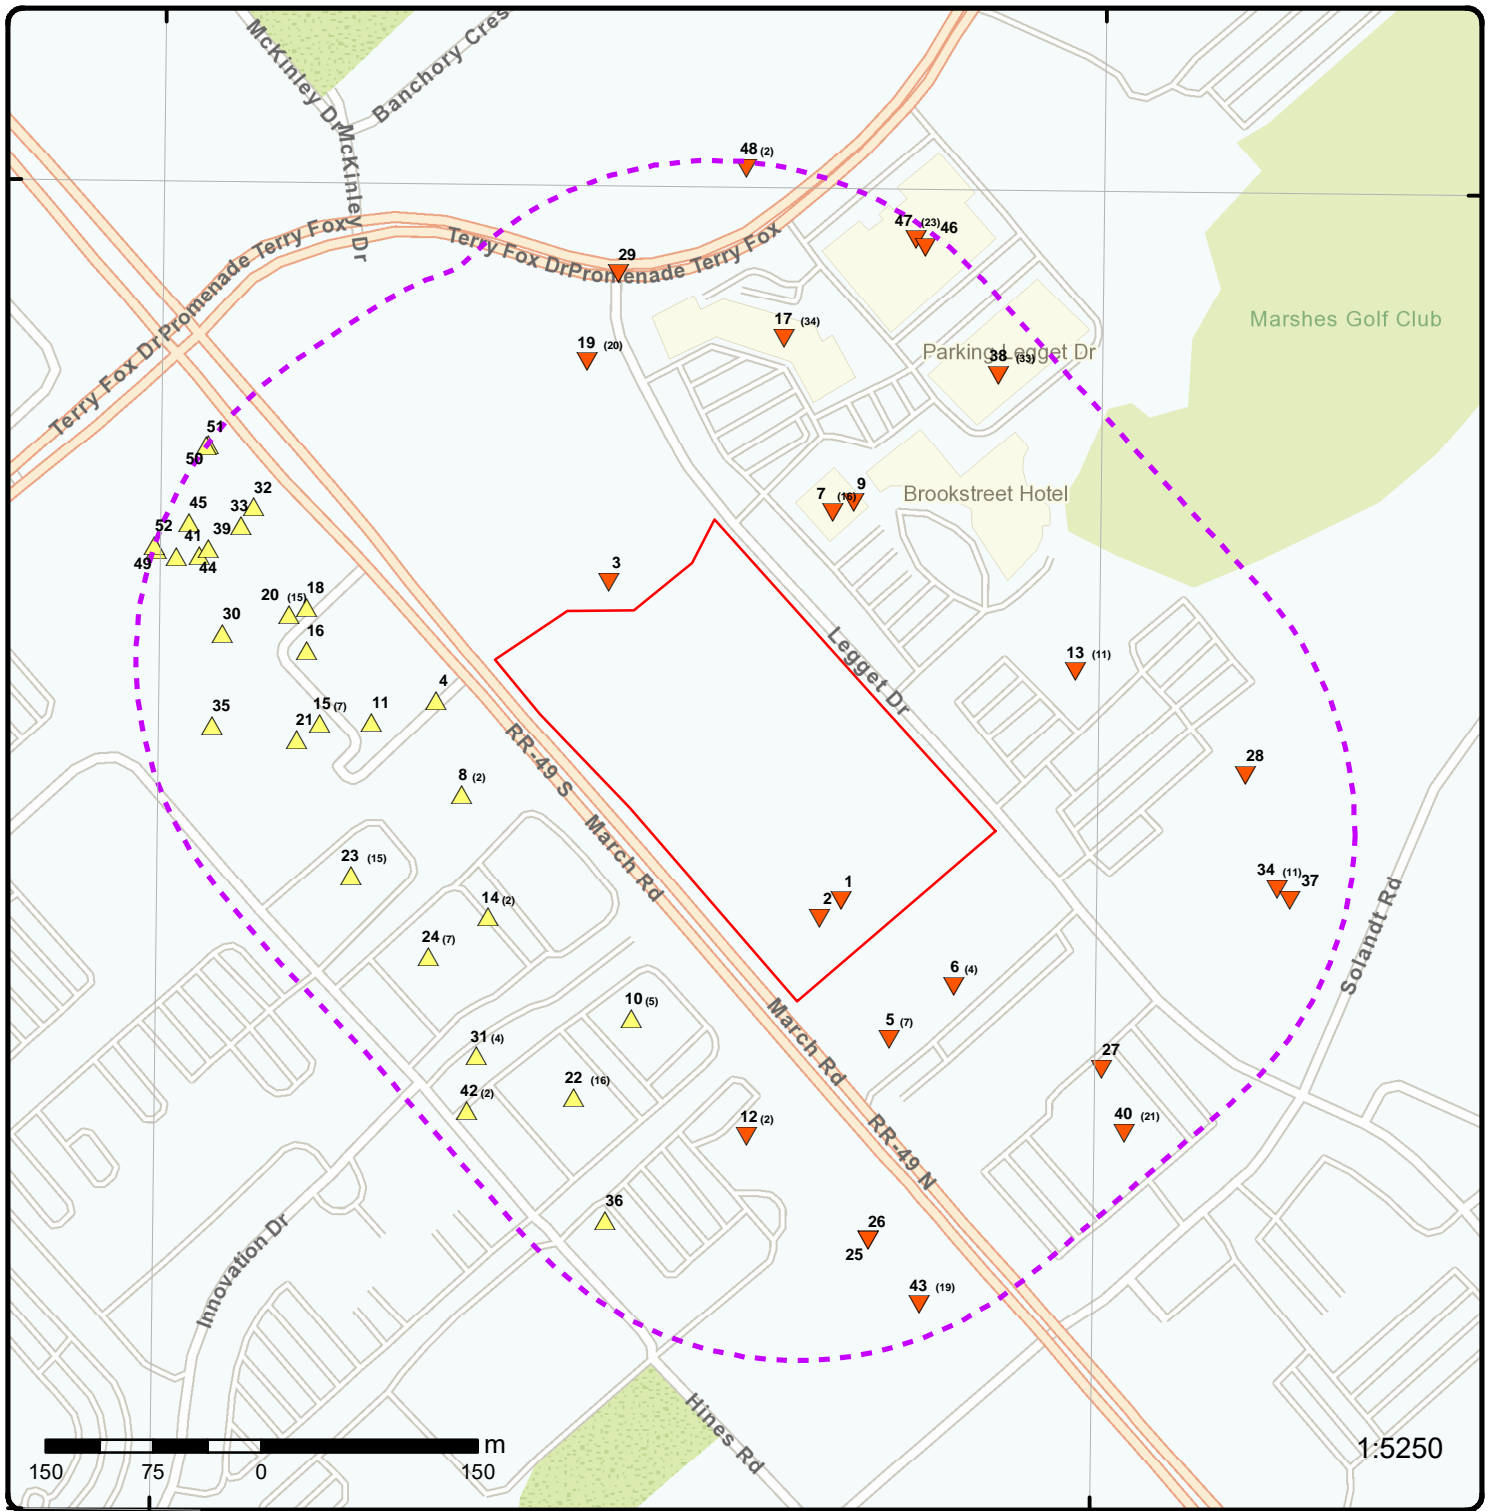 McKinley Dr
Banchory Cres
McKinley Dr
48 (2)
47 (23) 46
Promenade Terry Fox
Terry Fox Dr
Promenade Terry Fox
29
Terry Fox Dr
17 (34)
19 (20)
Marshes Golf Club
Parking Legget Dr
38 (33)
51
50
32
33
45
52
39
41
49
44
7 (16)
9
Brookstreet Hotel
3
20 (15)
18
30
16
Legget Dr
13 (11)
4
35
15 (7)
11
21
RR-49 S
28
8 (2)
March Rd
23 (15)
34 (11)
37
1
2
14 (2)
24 (7)
Solandt Rd
6 (4)
10 (5)
March Rd
5 (7)
31 (4)
27
22 (16)
42 (2)
12 (2)
40 (21)
RR-49 N
36
26
25
Innovation Dr
43 (19)
Hines Rd
m
150 75 0 150
1:5250